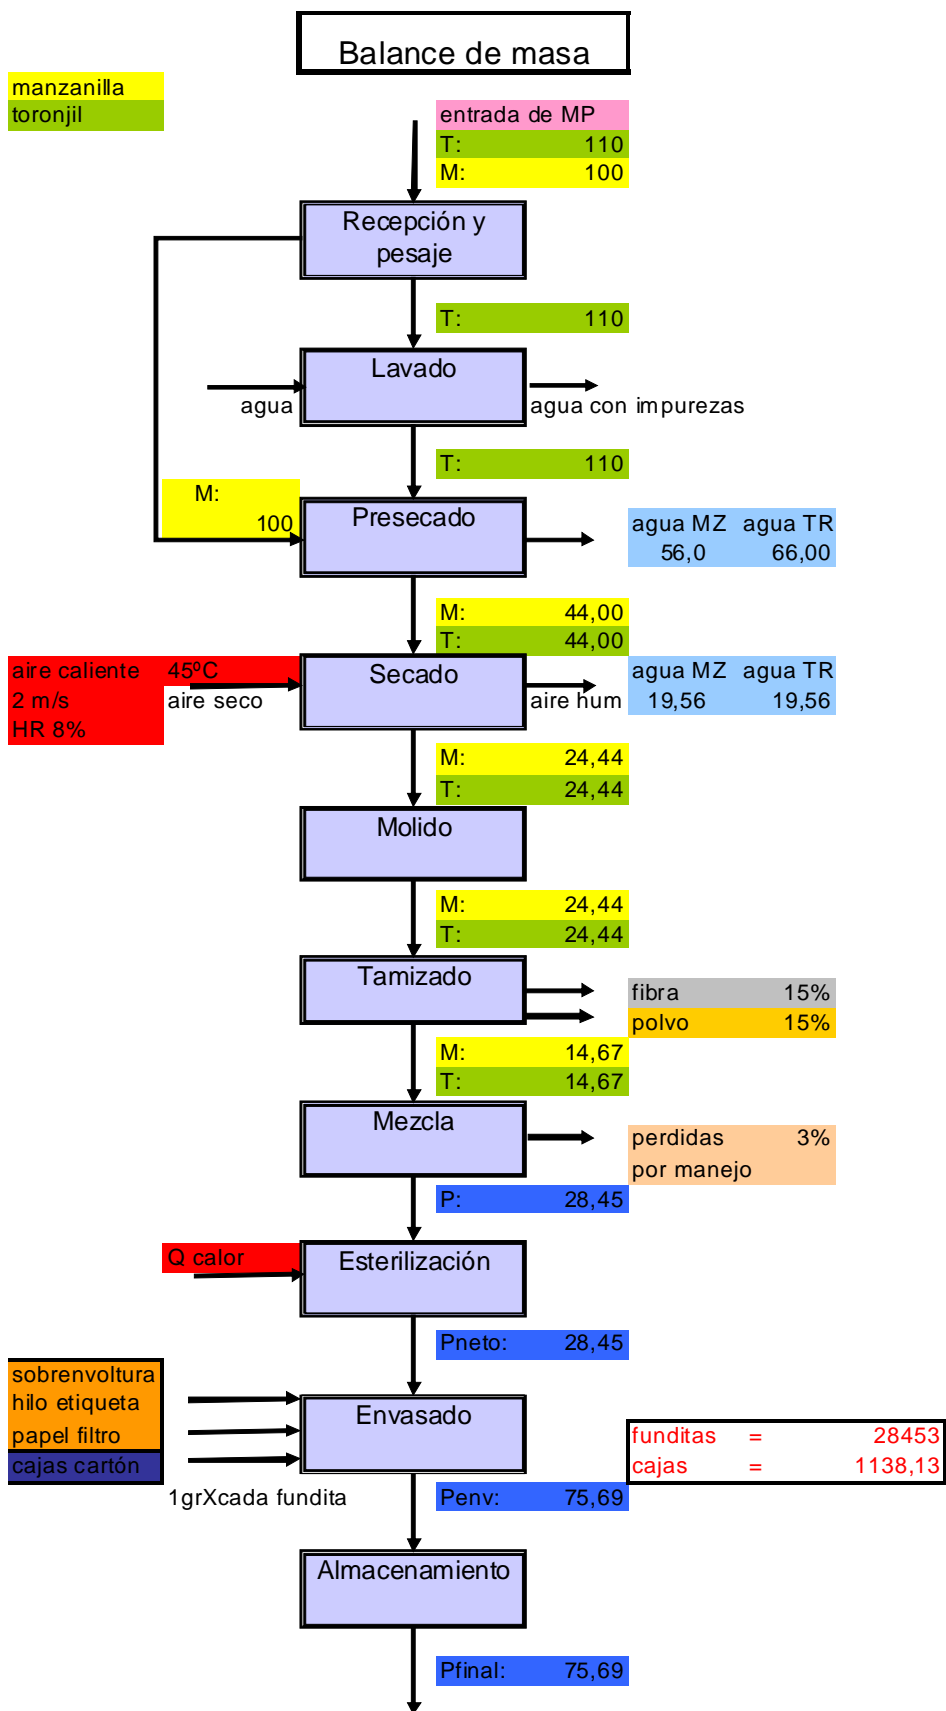 Balance de masa
manzanilla
toronjil
entrada de MP
T: 110
M: 100
Recepción y
pesaje
T: 110
Lavado
agua
agua con impurezas
T: 110
M:
100
Presecado
agua MZ agua TR
56,0 66,00
M: 44,00
T: 44,00
aire caliente 45ºC
2 m/s
HR 8%
aire seco
Secado
aire hum
agua MZ agua TR
19,56 19,56
M: 24,44
T: 24,44
Molido
M: 24,44
T: 24,44
Tamizado
fibra 15%
polvo 15%
M: 14,67
T: 14,67
Mezcla
perdidas 3%
por manejo
P: 28,45
Q calor
Esterilización
Pneto: 28,45
sobrenvoltura
hilo etiqueta
papel filtro
cajas cartón
Envasado
funditas = 28453
cajas = 1138,13
1grXcada fundita
Penv: 75,69
Almacenamiento
Pfinal: 75,69